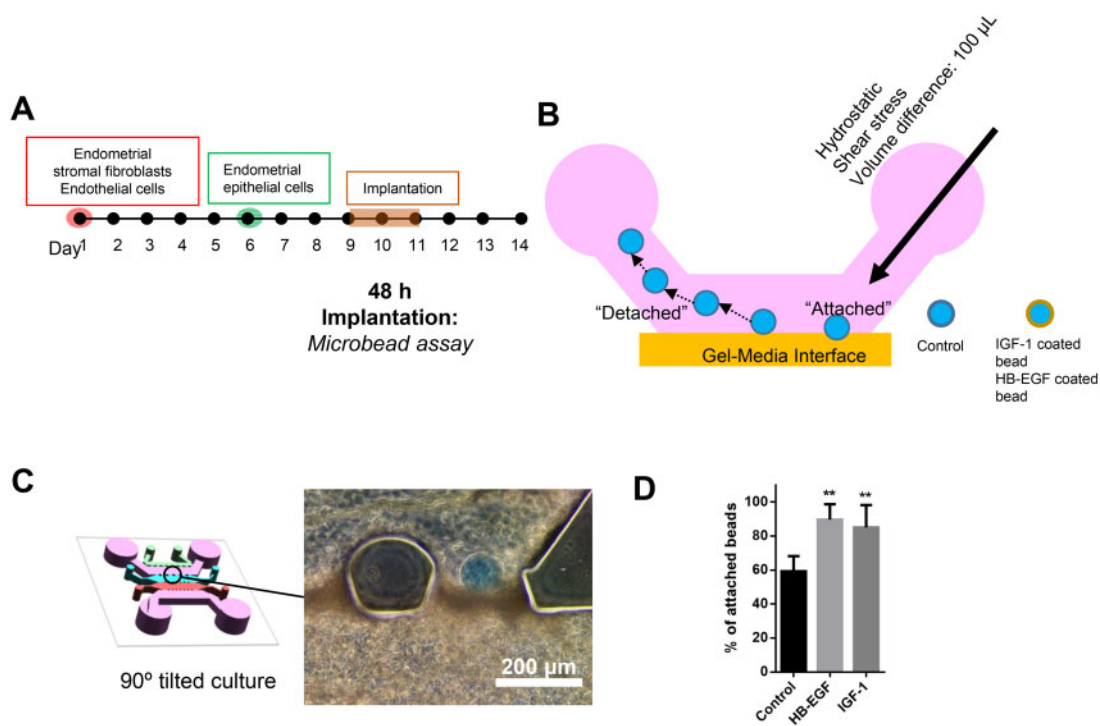 A
Endometrial
stromal fibroblasts
Endothelial cells
Endometrial
epithelial cells
Implantation
Day1 2 3 4 5 6 7 8 9 10 11 12 13 14
48 h
Implantation:
Microbead assay
B
Hydrostatic
Shear stress
Volume difference: 100 µL
"Detached"
"Attached"
Gel-Media Interface
Control
IGF-1 coated
bead
HB-EGF coated
bead
C
90º tilted culture
200 µm
D
% of attached beads
100
80
60
40
20
0
**
**
Control
HB-EGF
IGF-1